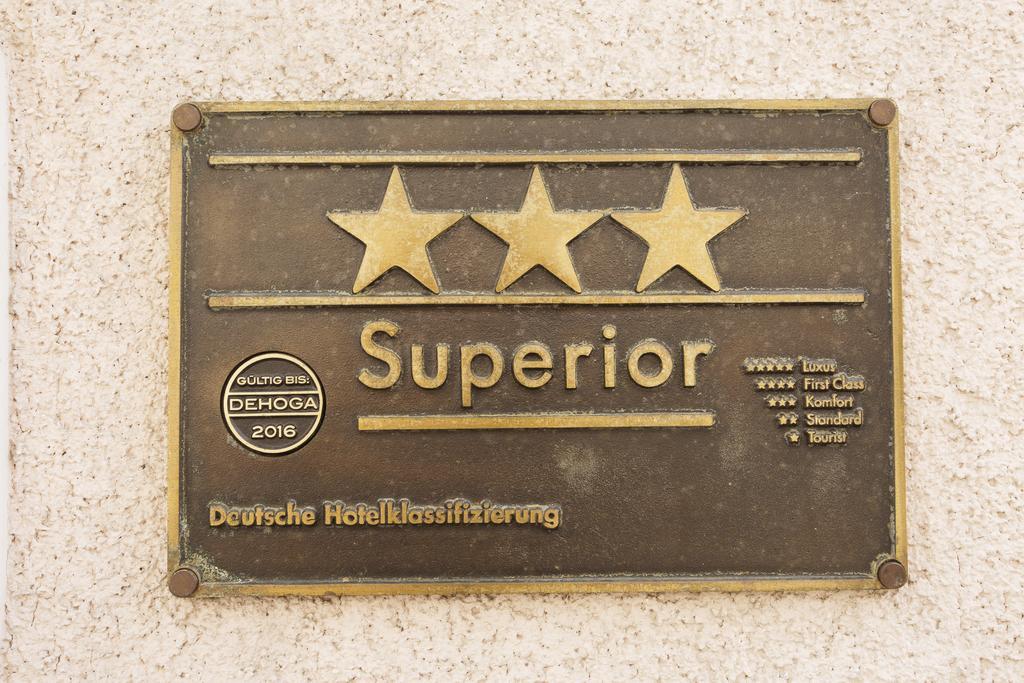 Superior
GÜLTIG BIS:
DEHOGA
2016
★★★★★ Luxus
★★★★ First Class
★★★ Komfort
★★ Standard
★ Tourist
Deutsche Hotelklassifizierung